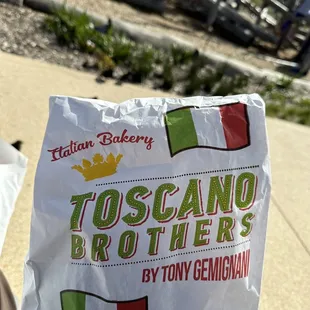 Italian Bakery
TOSCANO
BROTHERS
BY TONY GEMIGNANI